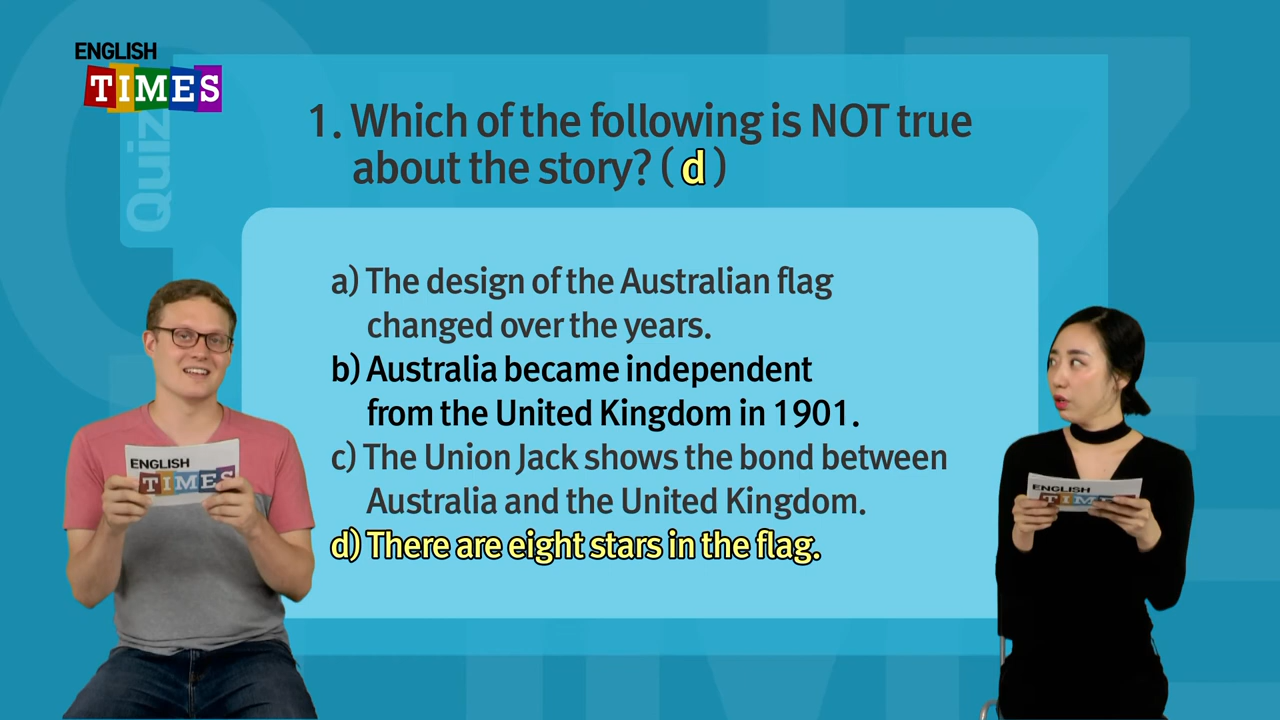 ENGLISH
TIMES
Quiz
1. Which of the following is NOT true
about the story? ( d )
a) The design of the Australian flag
changed over the years.
b) Australia became independent
from the United Kingdom in 1901.
c) The Union Jack shows the bond between
Australia and the United Kingdom.
d) There are eight stars in the flag.
ENGLISH
TIMES
ENGLISH
TIME